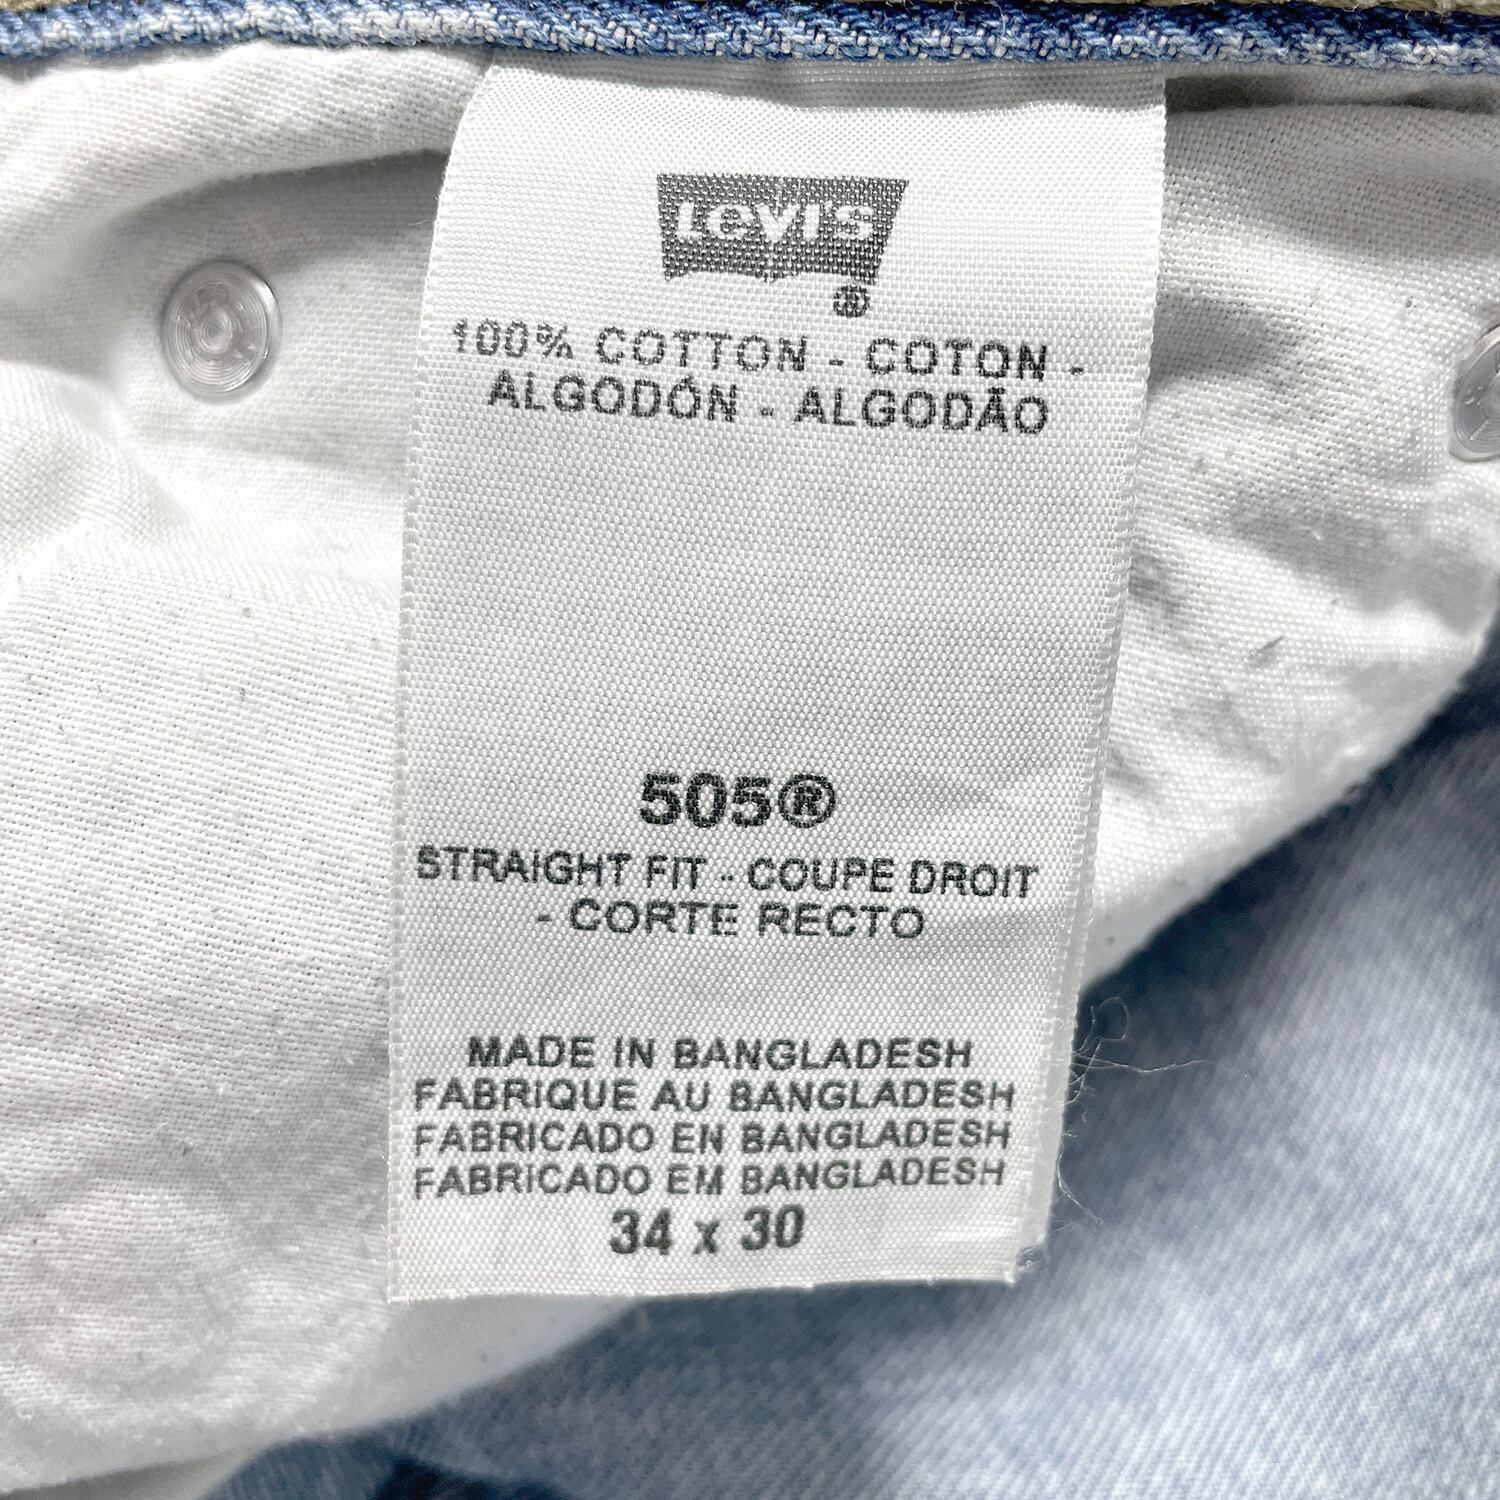 Levi's
®
100% COTTON - COTON -
ALGODÓN - ALGODÃO
505®
STRAIGHT FIT - COUPE DROIT
- CORTE RECTO
MADE IN BANGLADESH
FABRIQUE AU BANGLADESH
FABRICADO EN BANGLADESH
FABRICADO EM BANGLADESH
34 x 30